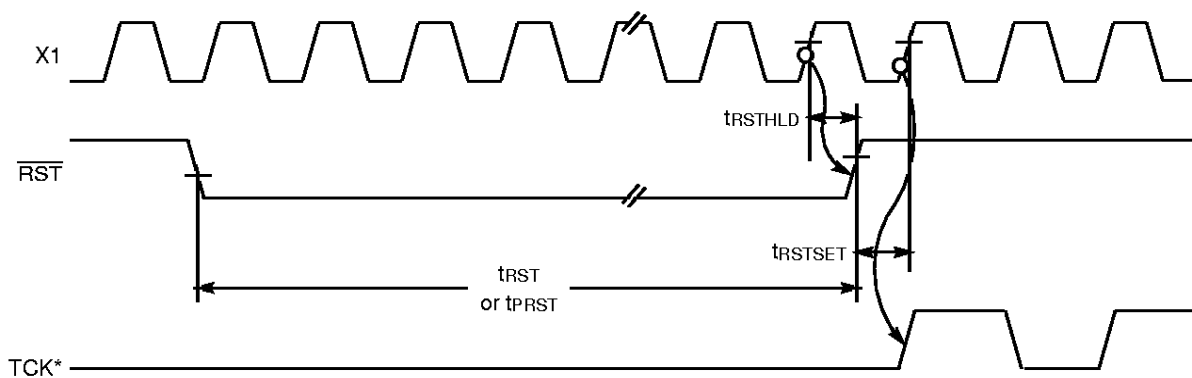 X1
tRSTHLD
RST
tRSTSET
tRST
or tPRST
TCK*